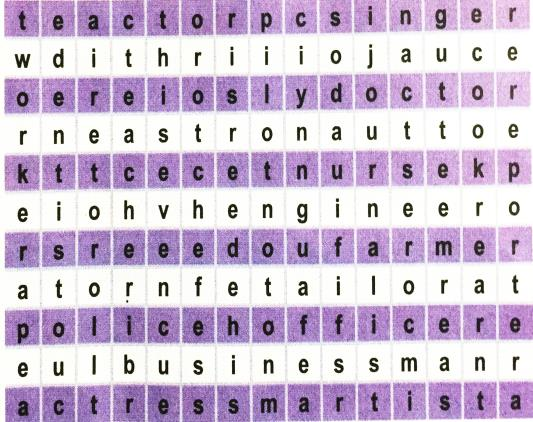 t e a c t o r p c s i n g e r
w d i t h r i i i o j a u c e
o e r e i o s l y d o c t o r
r n e a s t r o n a u t t o e
k t t c e c e t n u r s e k p
e i o h v h e n g i n e e r o
r s r e e e d o u f a r m e r
a t o r n f e t a i l o r a t
p o l i c e h o f f i c e r e
e u l b u s i n e s s m a n r
a c t r e s s m a r t i s t a